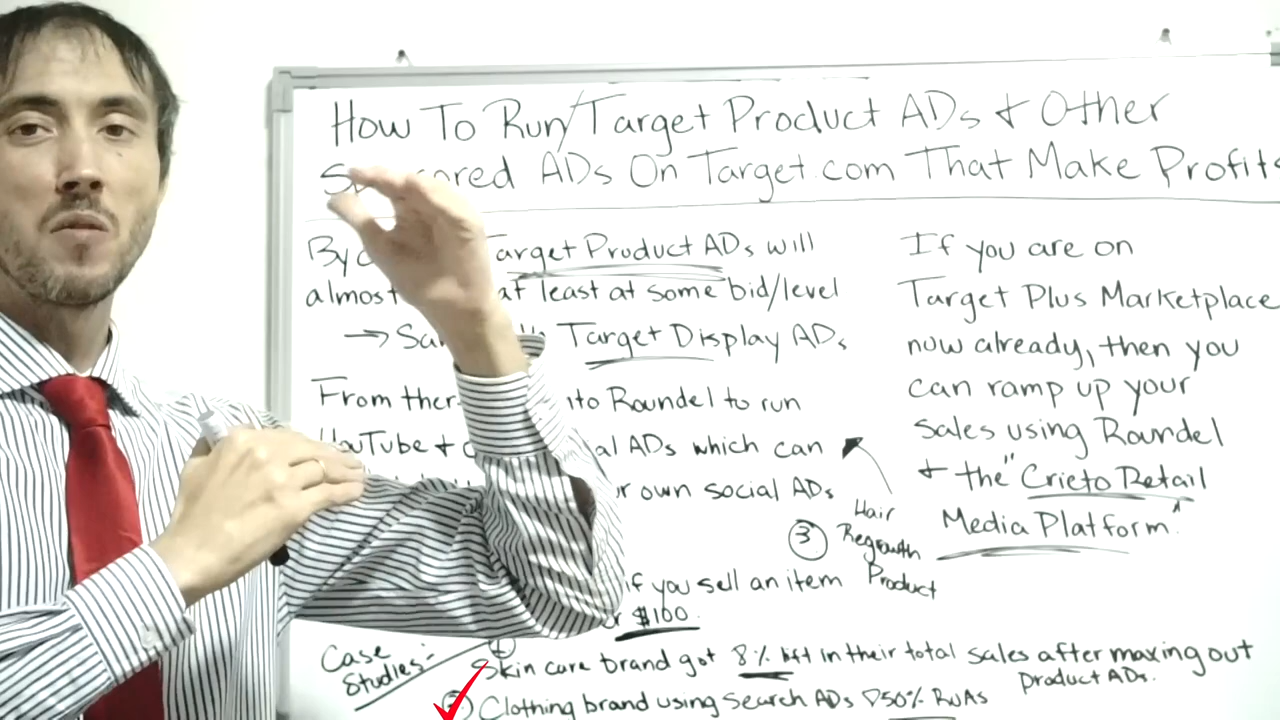 How To Run/Target Product ADs & Other
Sponsored ADs On Target.com That Make Profits
By Target Product ADs will
almost at least at some bid/level
→ Target Display ADs
From into Roundel to run
YouTube + ADs which can
own social ADs
if you sell an item
$100
Case
Studies:
Skin care brand got 8% lift in their total sales after maxing out
product ADs.
② Clothing brand using search ADs 50% RoAs
③ Hair
Regrowth
Product
If you are on
Target Plus Marketplace
now already, then you
can ramp up your
sales using Roundel
+ the "Crieto Retail
Media Platform"